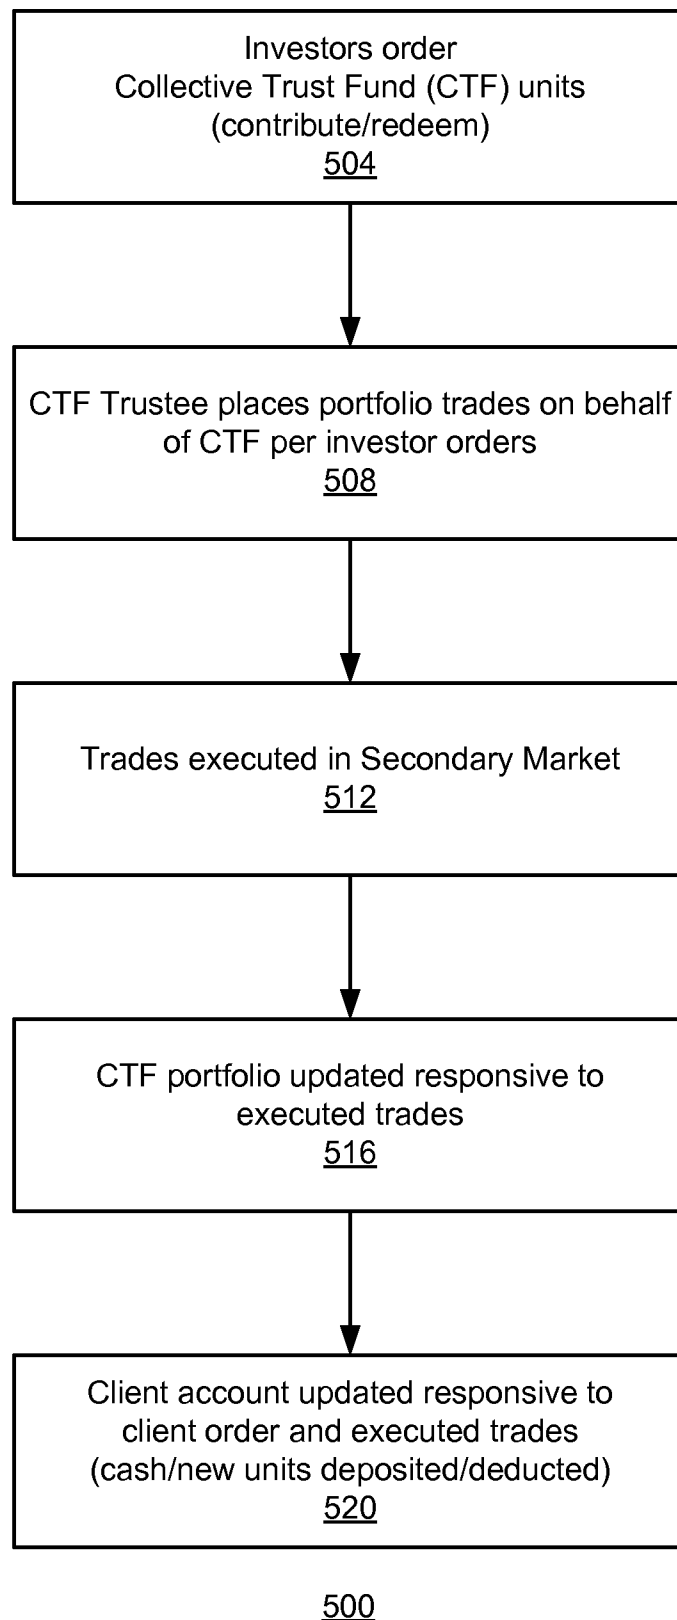 Investors order
Collective Trust Fund (CTF) units
(contribute/redeem)
504
CTF Trustee places portfolio trades on behalf
of CTF per investor orders
508
Trades executed in Secondary Market
512
CTF portfolio updated responsive to
executed trades
516
Client account updated responsive to
client order and executed trades
(cash/new units deposited/deducted)
520
500